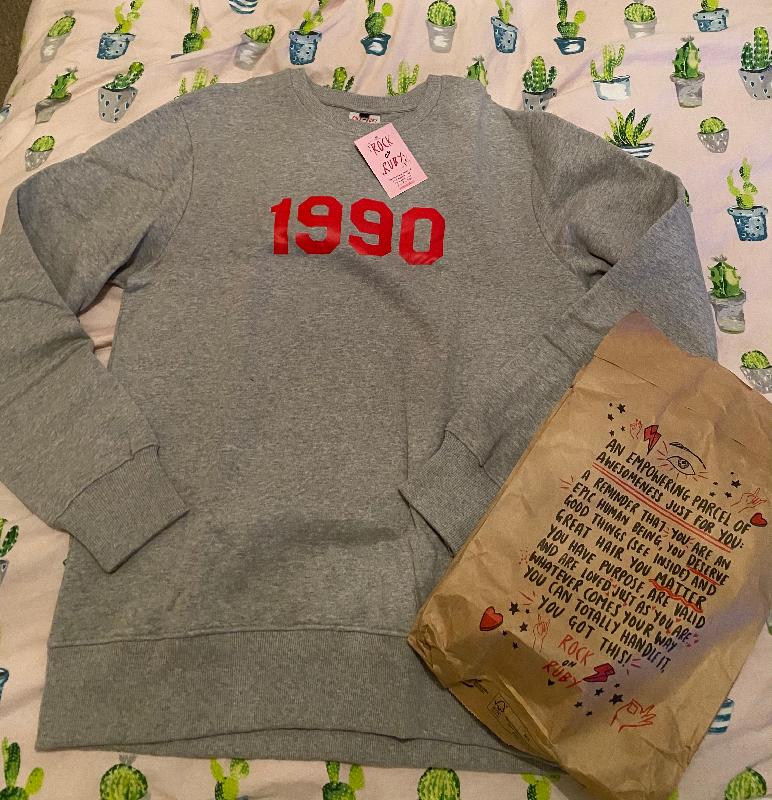 ROCK
ON
RUBY
1990
AN EMPOWERING PARCEL OF
AWESOMENESS JUST FOR YOU:
A REMINDER THAT: YOU ARE AN
EPIC HUMAN BEING, YOU DESERVE
GOOD THINGS (SEE INSIDE) AND
GREAT HAIR, YOU MATTER
YOU HAVE PURPOSE, ARE VALID
AND ARE LOVED JUST AS YOU ARE
WHATEVER COMES YOUR WAY
YOU CAN TOTALLY HANDLE IT,
YOU GOT THIS!
ROCK
ON
RUBY